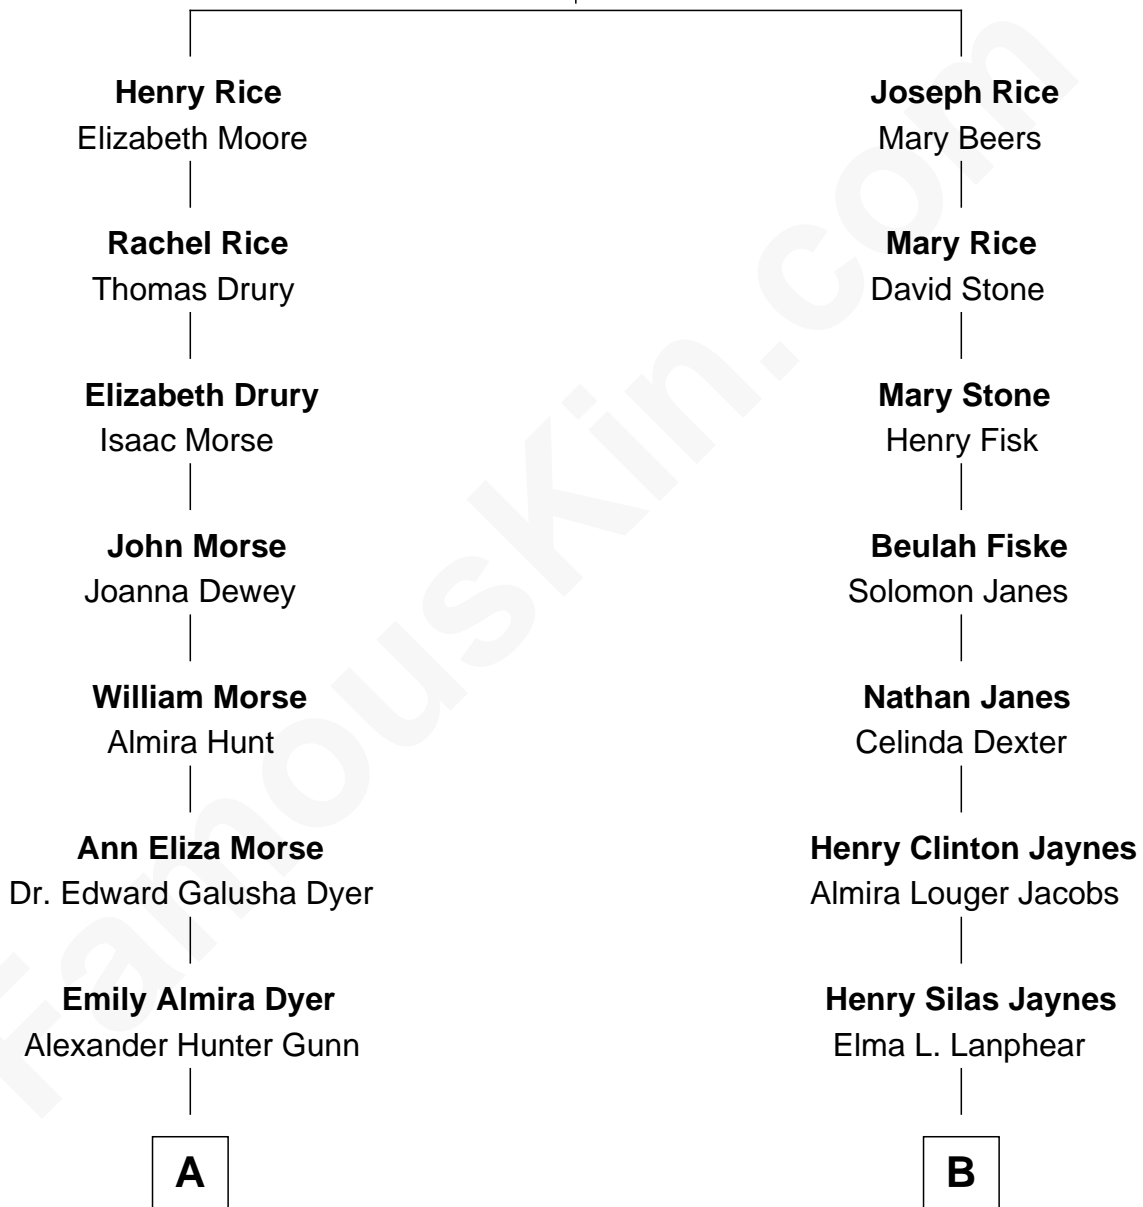 Henry Rice
Elizabeth Moore
Rachel Rice
Thomas Drury
Elizabeth Drury
Isaac Morse
John Morse
Joanna Dewey
William Morse
Almira Hunt
Ann Eliza Morse
Dr. Edward Galusha Dyer
Emily Almira Dyer
Alexander Hunter Gunn
A
Joseph Rice
Mary Beers
Mary Rice
David Stone
Mary Stone
Henry Fisk
Beulah Fiske
Solomon Janes
Nathan Janes
Celinda Dexter
Henry Clinton Jaynes
Almira Louger Jacobs
Henry Silas Jaynes
Elma L. Lanphear
B
FamousKin.com